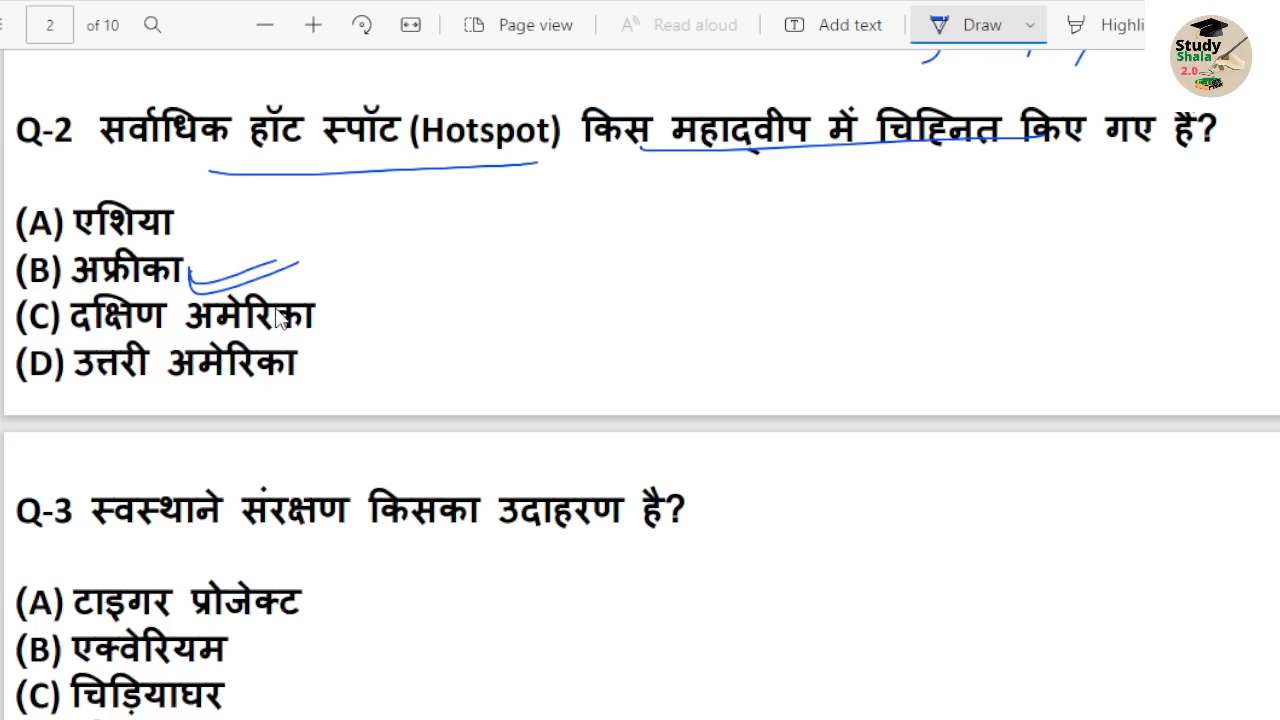 2 of 10 Page view Read aloud Add text Draw
Study
Shala
2.0
Q-2 सर्वाधिक हॉट स्पॉट (Hotspot) किस महाद्वीप में चिह्नित किए गए हैं?
(A) एशिया
(B) अफ्रीका
(C) दक्षिण अमेरिका
(D) उत्तरी अमेरिका
Q-3 स्वस्थाने संरक्षण किसका उदाहरण है?
(A) टाइगर प्रोजेक्ट
(B) एक्वेरियम
(C) चिड़ियाघर